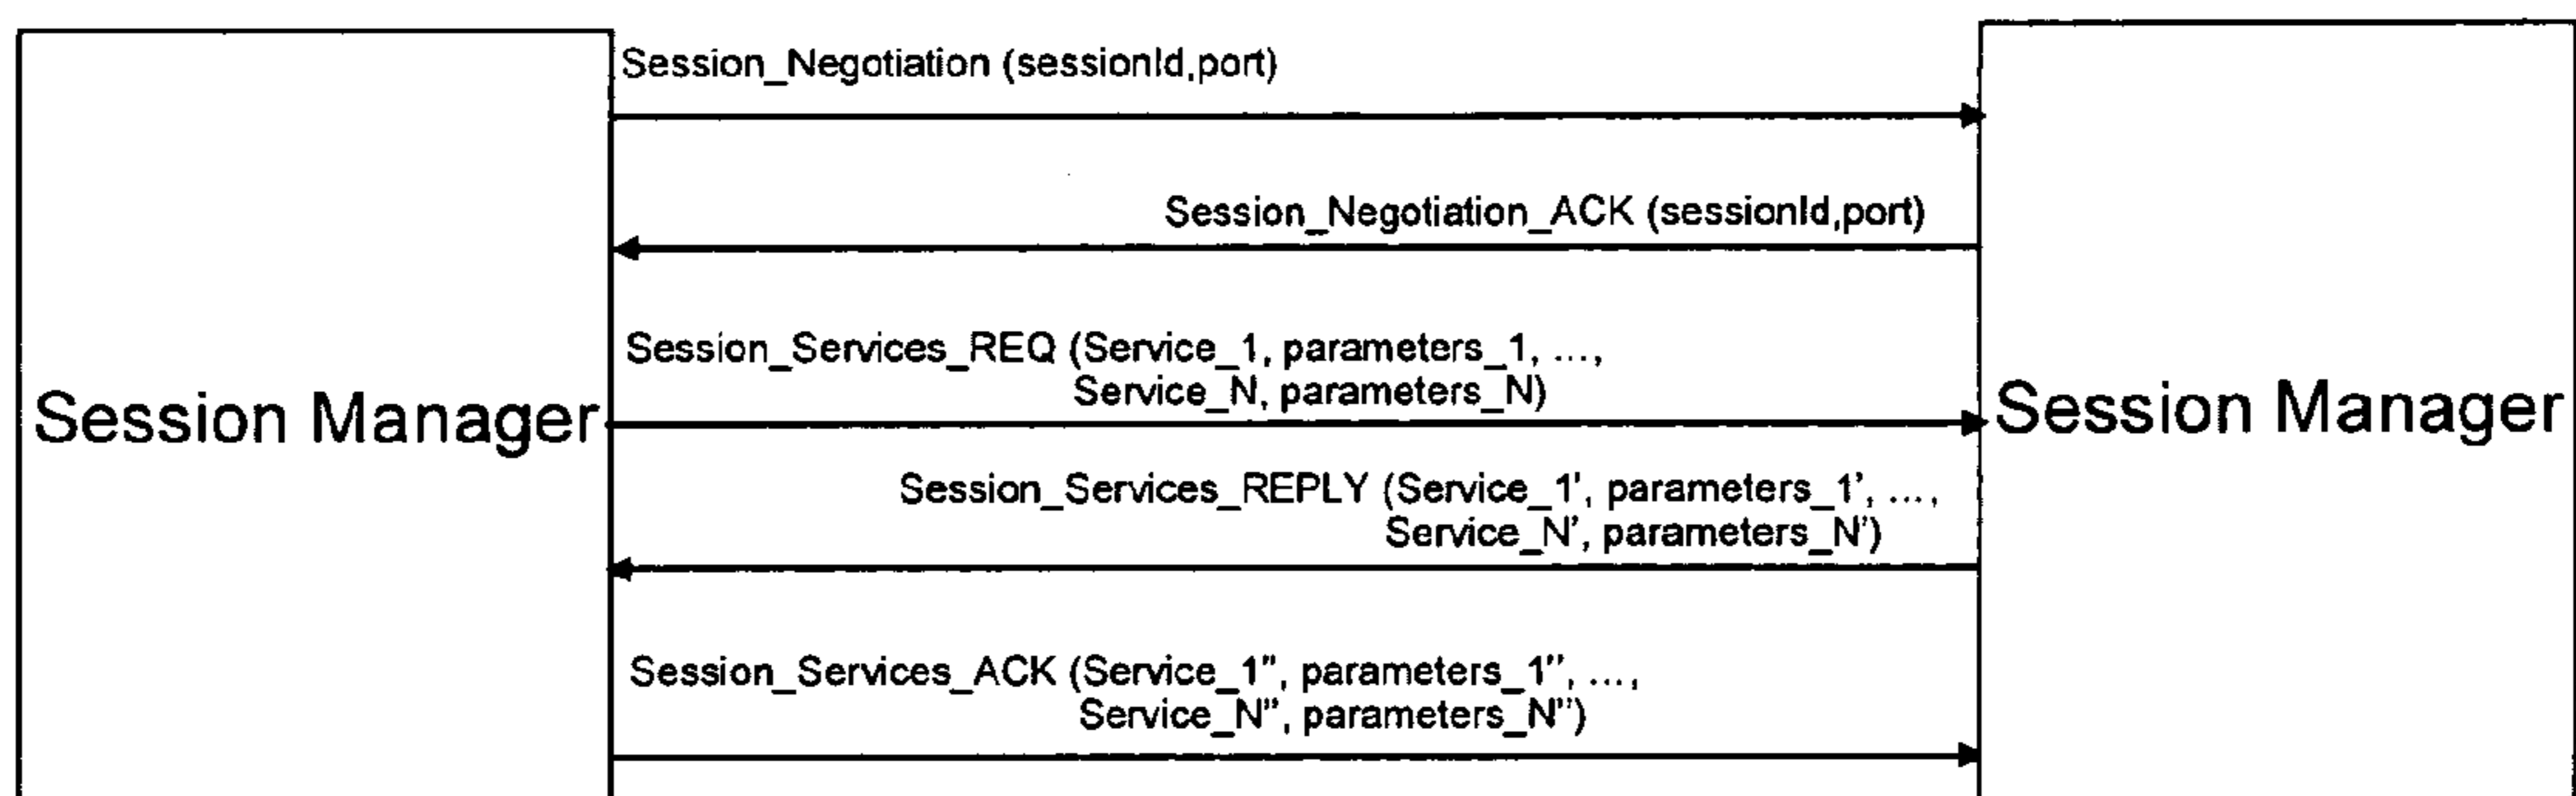 Session_Negotiation (sessionId,port)
Session_Negotiation_ACK (sessionId,port)
Session_Services_REQ (Service_1, parameters_1, ...,
Service_N, parameters_N)
Session Manager
Session Manager
Session_Services_REPLY (Service_1', parameters_1', ...,
Service_N', parameters_N')
Session_Services_ACK (Service_1", parameters_1", ...,
Service_N", parameters_N")